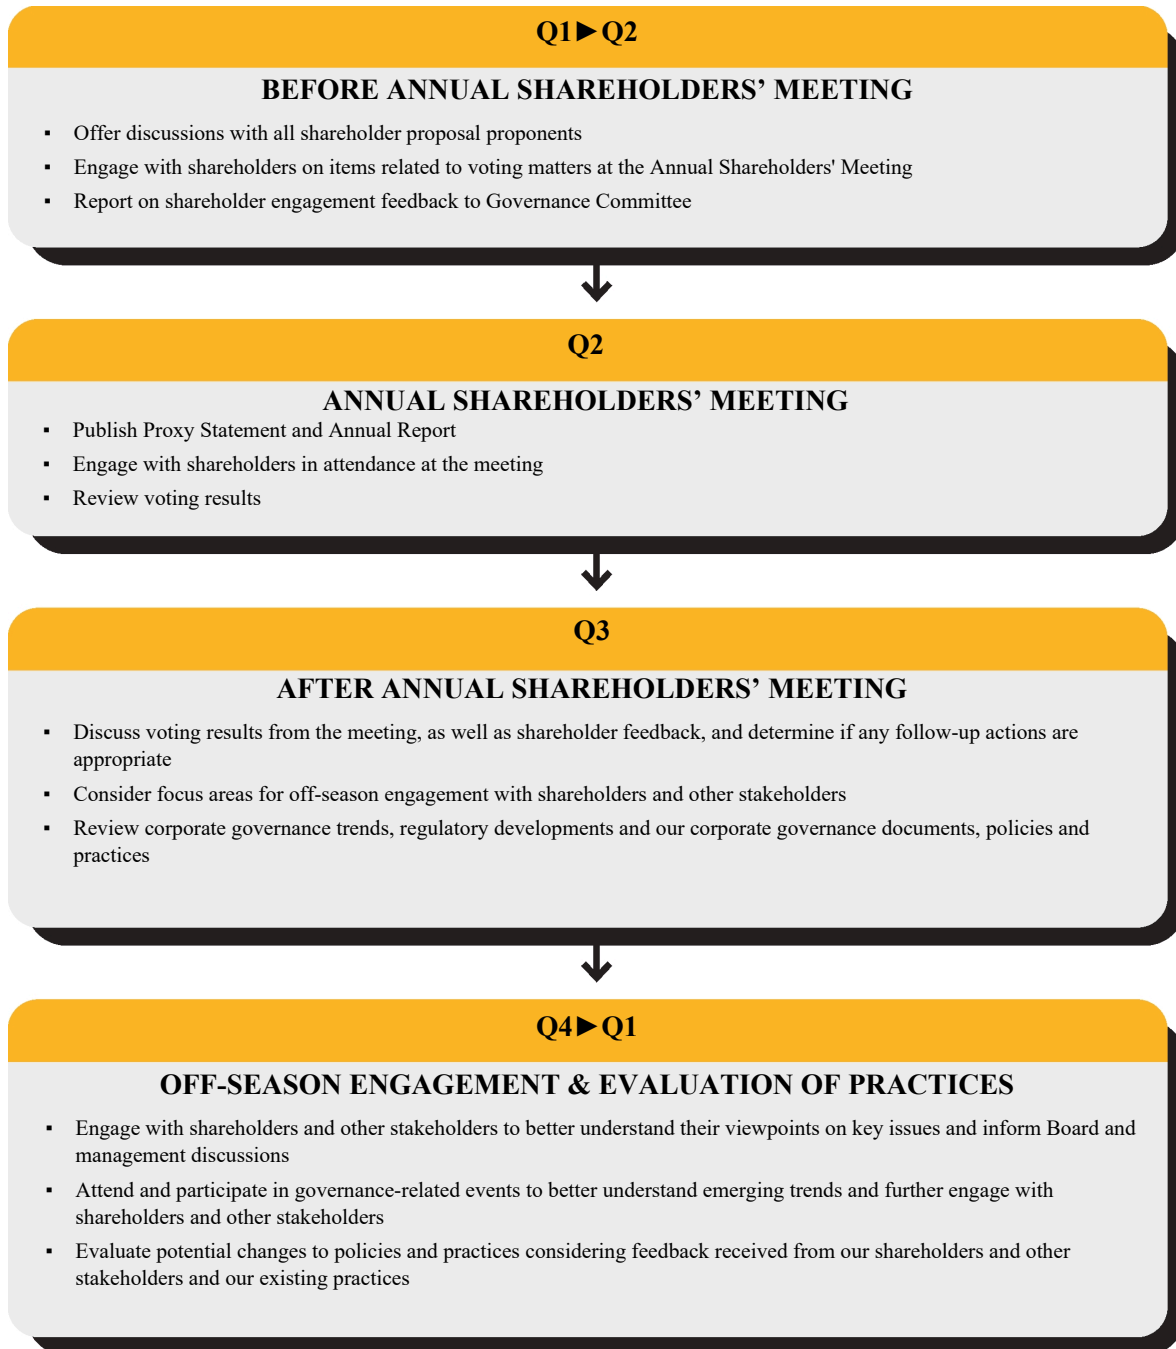 Q1►Q2
BEFORE ANNUAL SHAREHOLDERS’ MEETING
▪ Offer discussions with all shareholder proposal proponents
▪ Engage with shareholders on items related to voting matters at the Annual Shareholders' Meeting
▪ Report on shareholder engagement feedback to Governance Committee
Q2
ANNUAL SHAREHOLDERS’ MEETING
▪ Publish Proxy Statement and Annual Report
▪ Engage with shareholders in attendance at the meeting
▪ Review voting results
Q3
AFTER ANNUAL SHAREHOLDERS’ MEETING
▪ Discuss voting results from the meeting, as well as shareholder feedback, and determine if any follow-up actions are
appropriate
▪ Consider focus areas for off-season engagement with shareholders and other stakeholders
▪ Review corporate governance trends, regulatory developments and our corporate governance documents, policies and
practices
Q4►Q1
OFF-SEASON ENGAGEMENT & EVALUATION OF PRACTICES
▪ Engage with shareholders and other stakeholders to better understand their viewpoints on key issues and inform Board and
management discussions
▪ Attend and participate in governance-related events to better understand emerging trends and further engage with
shareholders and other stakeholders
▪ Evaluate potential changes to policies and practices considering feedback received from our shareholders and other
stakeholders and our existing practices